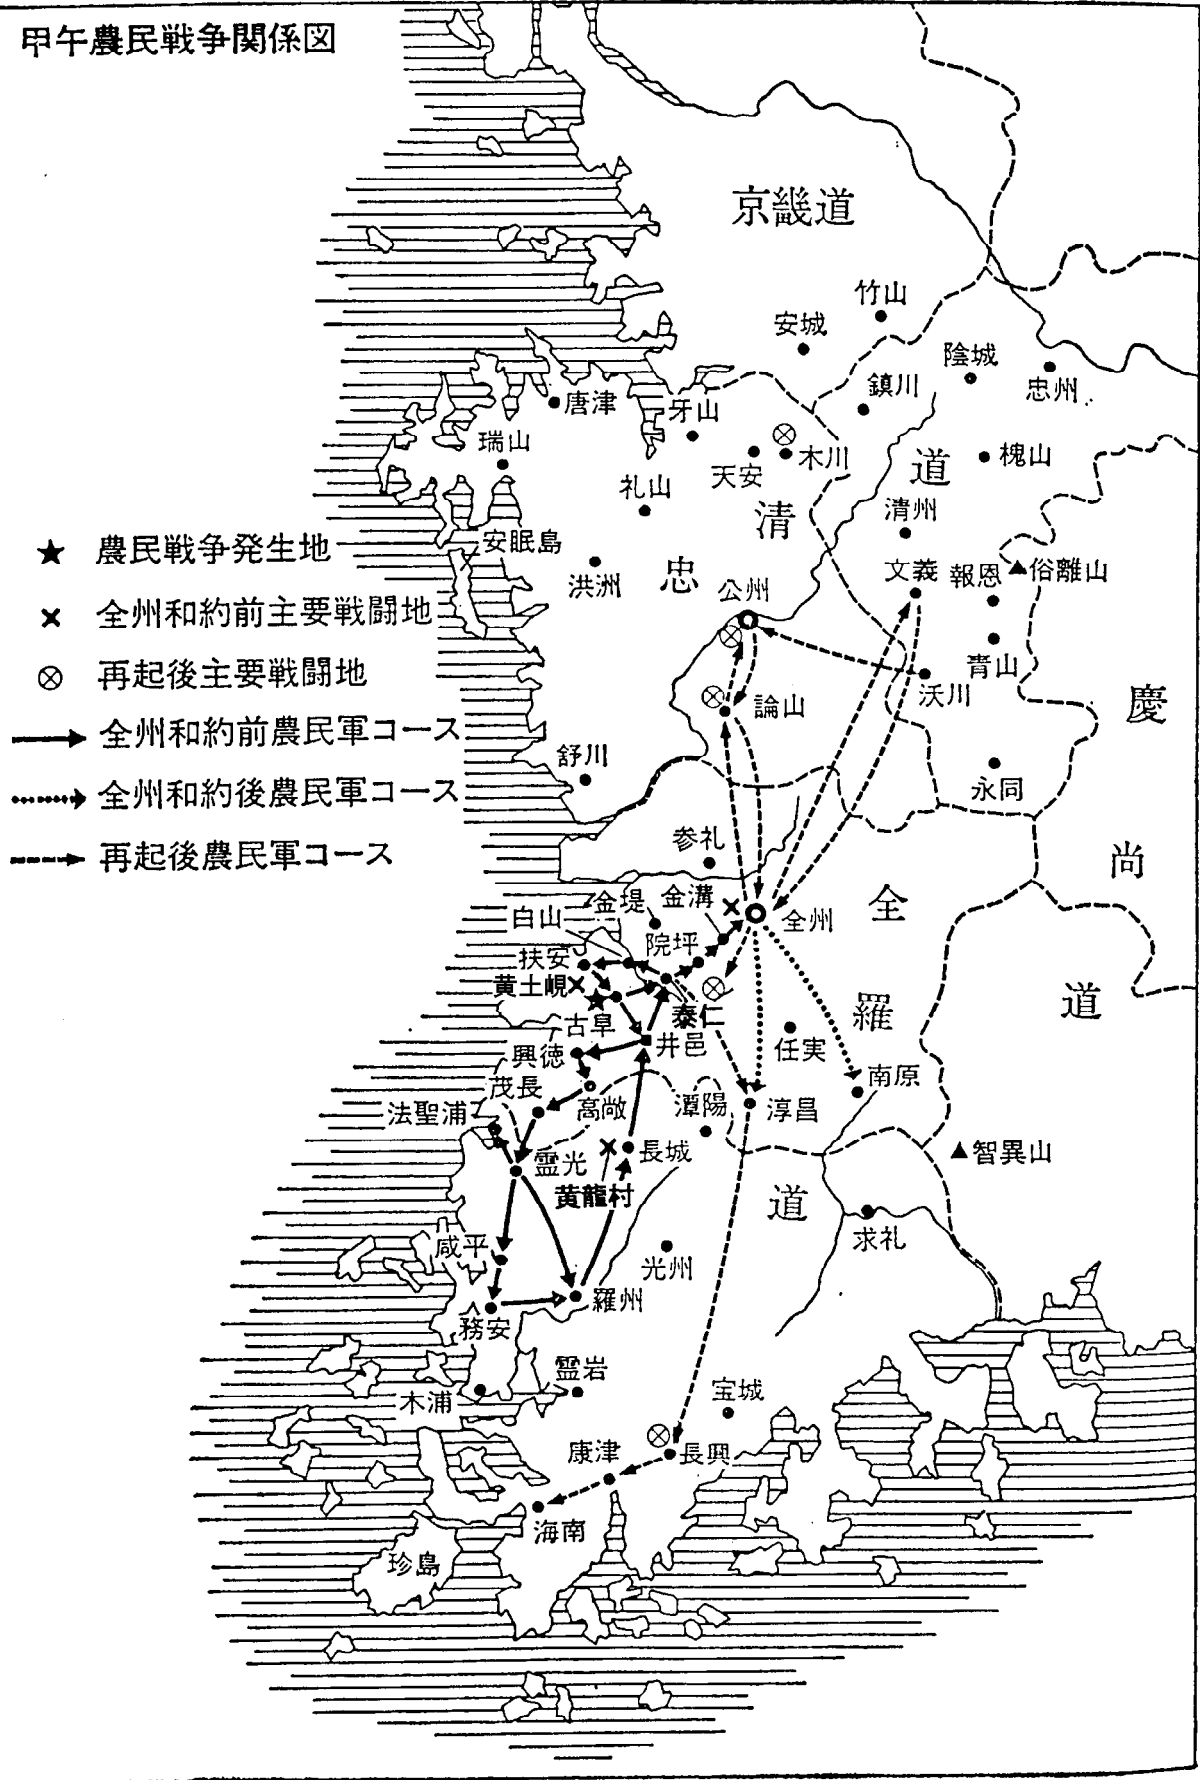 甲午農民戦争関係図
京畿道
竹山
安城
陰城
忠州
鎮川
唐津
牙山
瑞山
木川
天安
道
槐山
礼山
清
清州
安眠島
洪洲
忠
公州
文義
報恩
俗離山
青山
沃川
論山
慶
舒川
永同
★ 農民戦争発生地
× 全州和約前主要戦闘地
⊗ 再起後主要戦闘地
全州和約前農民軍コース
全州和約後農民軍コース
再起後農民軍コース
参礼
尚
金堤
金溝
全
白山
全州
院坪
扶安
黄土峴
泰仁
羅
道
古阜
井邑
任実
興徳
南原
茂長
高敞
潭陽
淳昌
法聖浦
霊光
長城
智異山
黄龍村
道
求礼
咸平
光州
羅州
務安
霊岩
木浦
宝城
康津
長興
海南
珍島